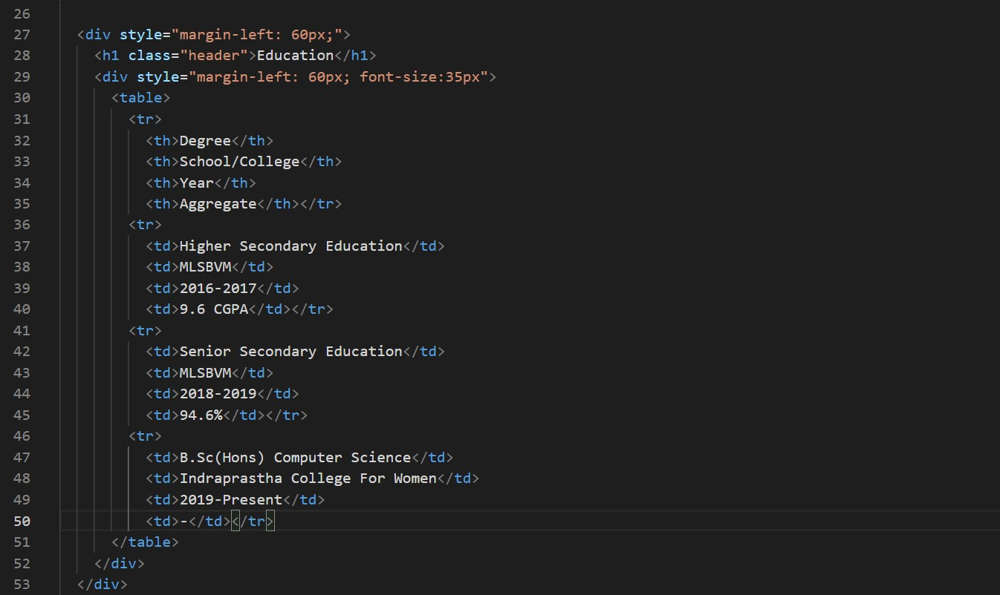 26
27 <div style="margin-left: 60px;">
28 <h1 class="header">Education</h1>
29 <div style="margin-left: 60px; font-size:35px">
30 <table>
31 <tr>
32 <th>Degree</th>
33 <th>School/College</th>
34 <th>Year</th>
35 <th>Aggregate</th></tr>
36 <tr>
37 <td>Higher Secondary Education</td>
38 <td>MLSBVM</td>
39 <td>2016-2017</td>
40 <td>9.6 CGPA</td></tr>
41 <tr>
42 <td>Senior Secondary Education</td>
43 <td>MLSBVM</td>
44 <td>2018-2019</td>
45 <td>94.6%</td></tr>
46 <tr>
47 <td>B.Sc(Hons) Computer Science</td>
48 <td>Indraprastha College For Women</td>
49 <td>2019-Present</td>
50 <td>-</td></tr>
51 </table>
52 </div>
53 </div>